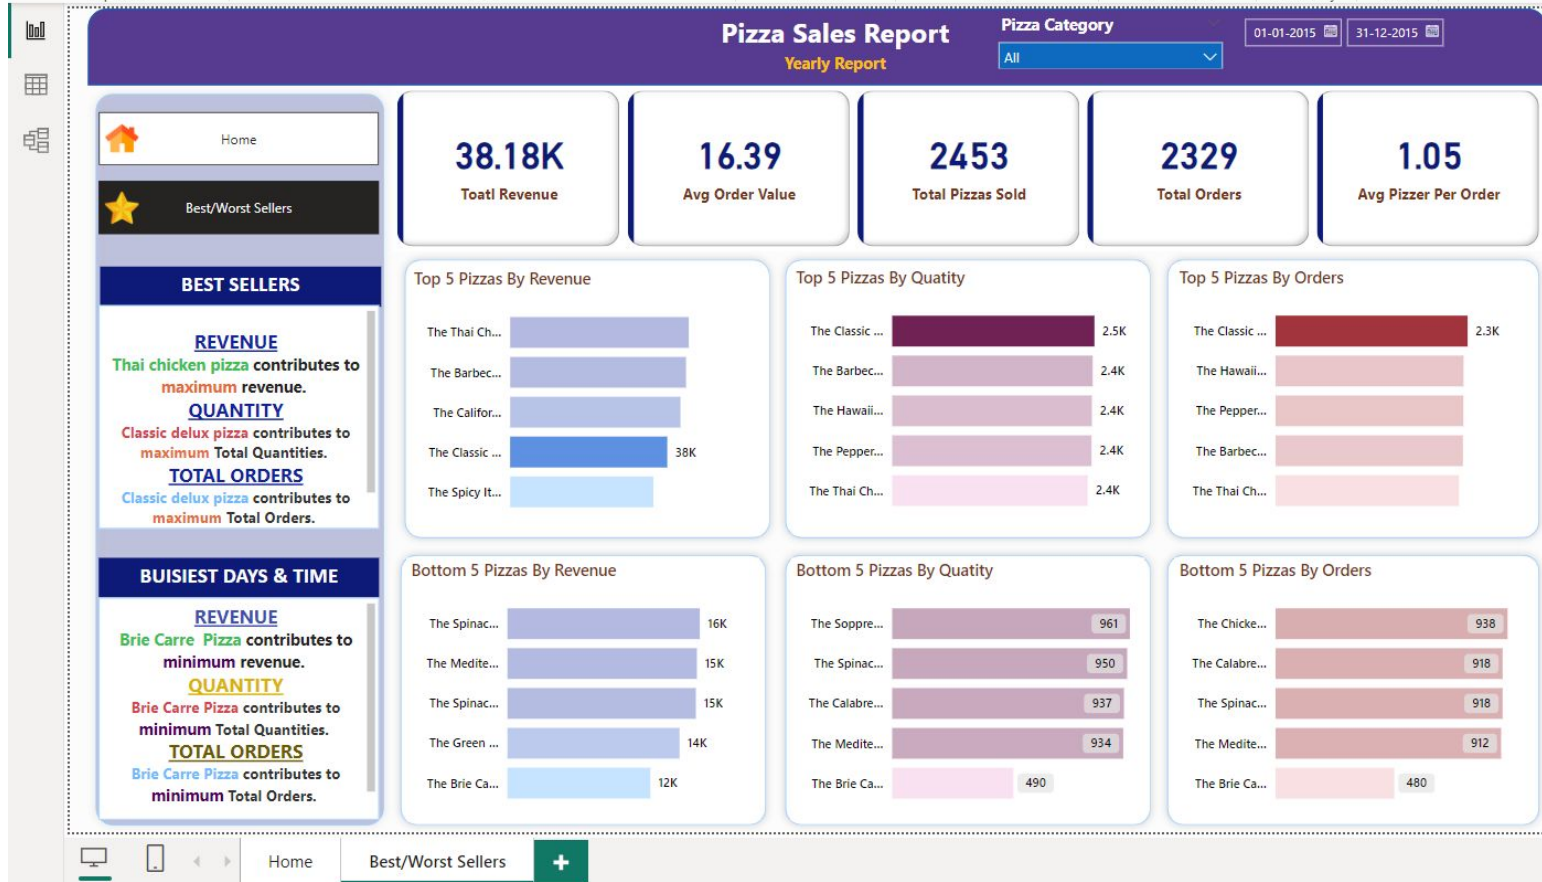 Pizza Sales Report
Yearly Report
Pizza Category
All
01-01-2015
31-12-2015
Home
Best/Worst Sellers
38.18K
Toatl Revenue
16.39
Avg Order Value
2453
Total Pizzas Sold
2329
Total Orders
1.05
Avg Pizzer Per Order
BEST SELLERS
REVENUE
Thai chicken pizza contributes to
maximum revenue.
QUANTITY
Classic delux pizza contributes to
maximum Total Quantities.
TOTAL ORDERS
Classic delux pizza contributes to
maximum Total Orders.
BUISIEST DAYS & TIME
REVENUE
Brie Carre Pizza contributes to
minimum revenue.
QUANTITY
Brie Carre Pizza contributes to
minimum Total Quantities.
TOTAL ORDERS
Brie Carre Pizza contributes to
minimum Total Orders.
Top 5 Pizzas By Revenue
The Thai Ch...
The Barbec...
The Califor...
The Classic ... 38K
The Spicy It...
Top 5 Pizzas By Quatity
The Classic ... 2.5K
The Barbec... 2.4K
The Hawaii... 2.4K
The Pepper... 2.4K
The Thai Ch... 2.4K
Top 5 Pizzas By Orders
The Classic ... 2.3K
The Hawaii...
The Pepper...
The Barbec...
The Thai Ch...
Bottom 5 Pizzas By Revenue
The Spinac... 16K
The Medite... 15K
The Spinac... 15K
The Green ... 14K
The Brie Ca... 12K
Bottom 5 Pizzas By Quatity
The Soppre... 961
The Spinac... 950
The Calabre... 937
The Medite... 934
The Brie Ca... 490
Bottom 5 Pizzas By Orders
The Chicke... 938
The Calabre... 918
The Spinac... 918
The Medite... 912
The Brie Ca... 480
Home
Best/Worst Sellers
+